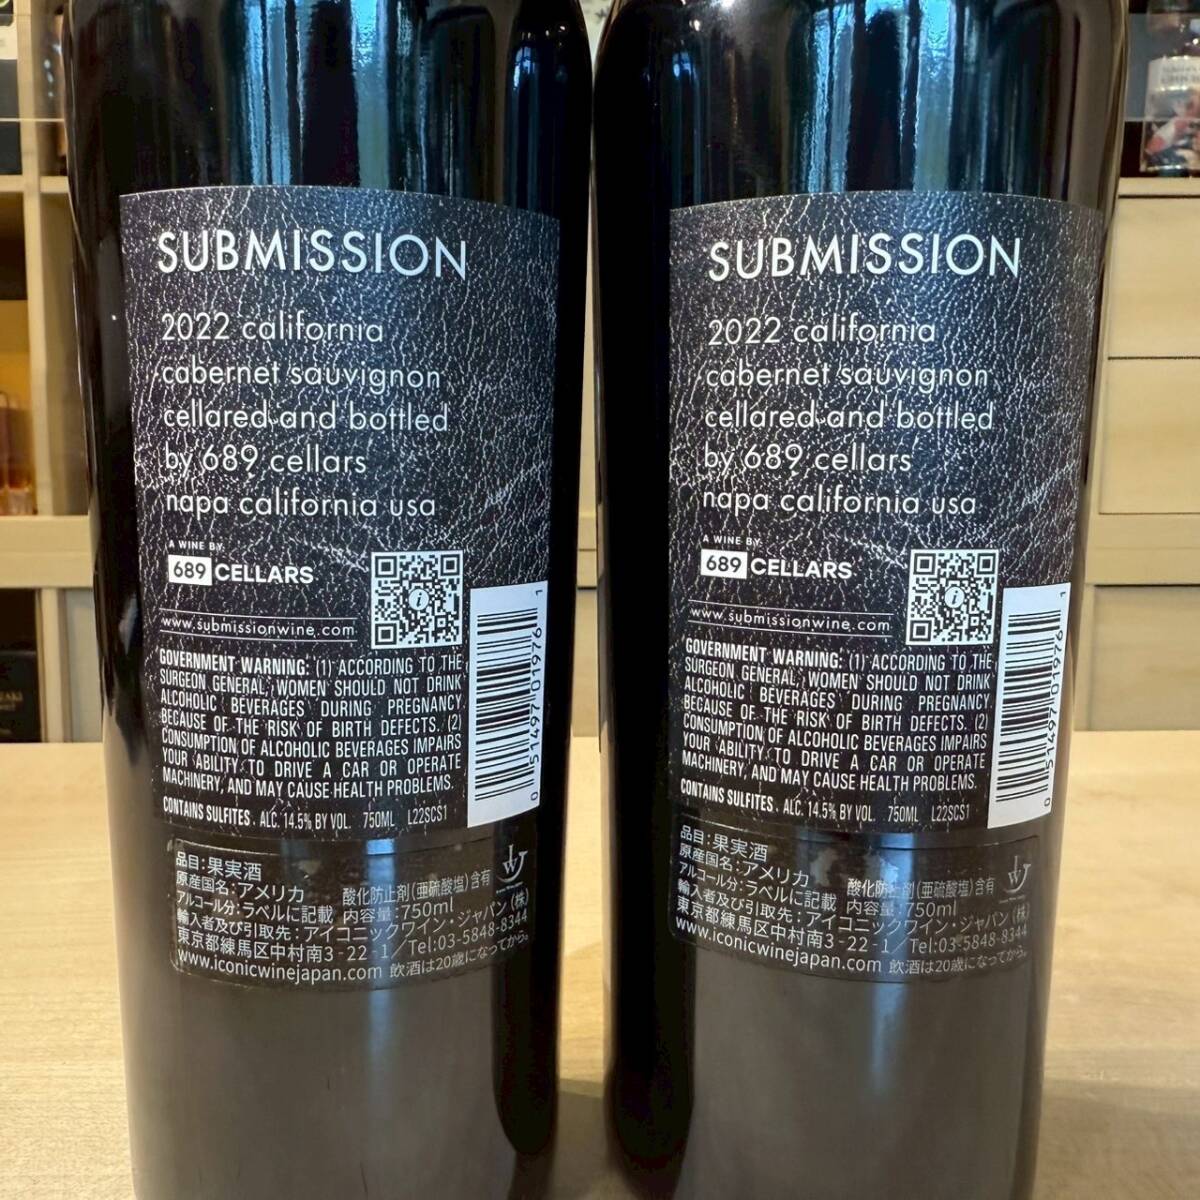 SUBMISSION
2022 california
cabernet sauvignon
cellared and bottled
by 689 cellars
napa california usa
A WINE BY
689 CELLARS
www.submissionwine.com
GOVERNMENT WARNING: (1) ACCORDING TO THE
SURGEON GENERAL, WOMEN SHOULD NOT DRINK
ALCOHOLIC BEVERAGES DURING PREGNANCY
BECAUSE OF THE RISK OF BIRTH DEFECTS. (2)
CONSUMPTION OF ALCOHOLIC BEVERAGES IMPAIRS
YOUR ABILITY TO DRIVE A CAR OR OPERATE
MACHINERY, AND MAY CAUSE HEALTH PROBLEMS.
CONTAINS SULFITES. ALC. 14.5% BY VOL. 750ML L22SCS1
0 51497 01976 1
品目:果実酒
原産国名:アメリカ 酸化防止剤(亜硫酸塩)含有
アルコール分:ラベルに記載 内容量:750ml
輸入者及び引取先:アイコニックワイン・ジャパン(株)
東京都練馬区中村南3-22-1/Tel:03-5848-8344
www.iconicwinejapan.com 飲酒は20歳になってから。
SUBMISSION
2022 california
cabernet sauvignon
cellared and bottled
by 689 cellars
napa california usa
A WINE BY
689 CELLARS
www.submissionwine.com
GOVERNMENT WARNING: (1) ACCORDING TO THE
SURGEON GENERAL, WOMEN SHOULD NOT DRINK
ALCOHOLIC BEVERAGES DURING PREGNANCY
BECAUSE OF THE RISK OF BIRTH DEFECTS. (2)
CONSUMPTION OF ALCOHOLIC BEVERAGES IMPAIRS
YOUR ABILITY TO DRIVE A CAR OR OPERATE
MACHINERY, AND MAY CAUSE HEALTH PROBLEMS.
CONTAINS SULFITES. ALC. 14.5% BY VOL. 750ML L22SCS1
0 51497 01976 1
品目:果実酒
原産国名:アメリカ 酸化防止剤(亜硫酸塩)含有
アルコール分:ラベルに記載 内容量:750ml
輸入者及び引取先:アイコニックワイン・ジャパン(株)
東京都練馬区中村南3-22-1/Tel:03-5848-8344
www.iconicwinejapan.com 飲酒は20歳になってから。